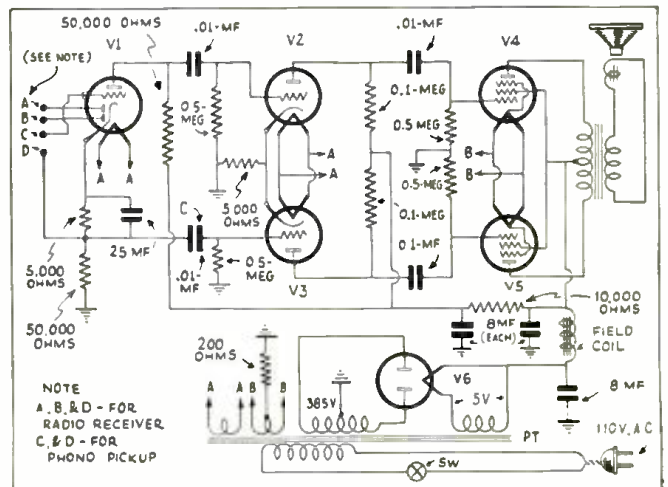 50,000 OHMS
.01-MF
.01-MF
V1
V2
V4
(SEE NOTE)
A
B
C
D
0.5-MEG
0.1-MEG
0.5 MEG
A
A
A
A
B
B
5,000 OHMS
0.5-MEG
0.1-MEG
C
25 MF
.01-MF
0.5-MEG
V3
0.1-MF
V5
5,000 OHMS
50,000 OHMS
10,000 OHMS
8MF (EACH)
FIELD COIL
200 OHMS
385V
V6
5V
8 MF
A
A
B
B
PT
110V, A.C
SW
NOTE
A, B, & D - FOR
RADIO RECEIVER
C, & D - FOR
PHONO PICKUP